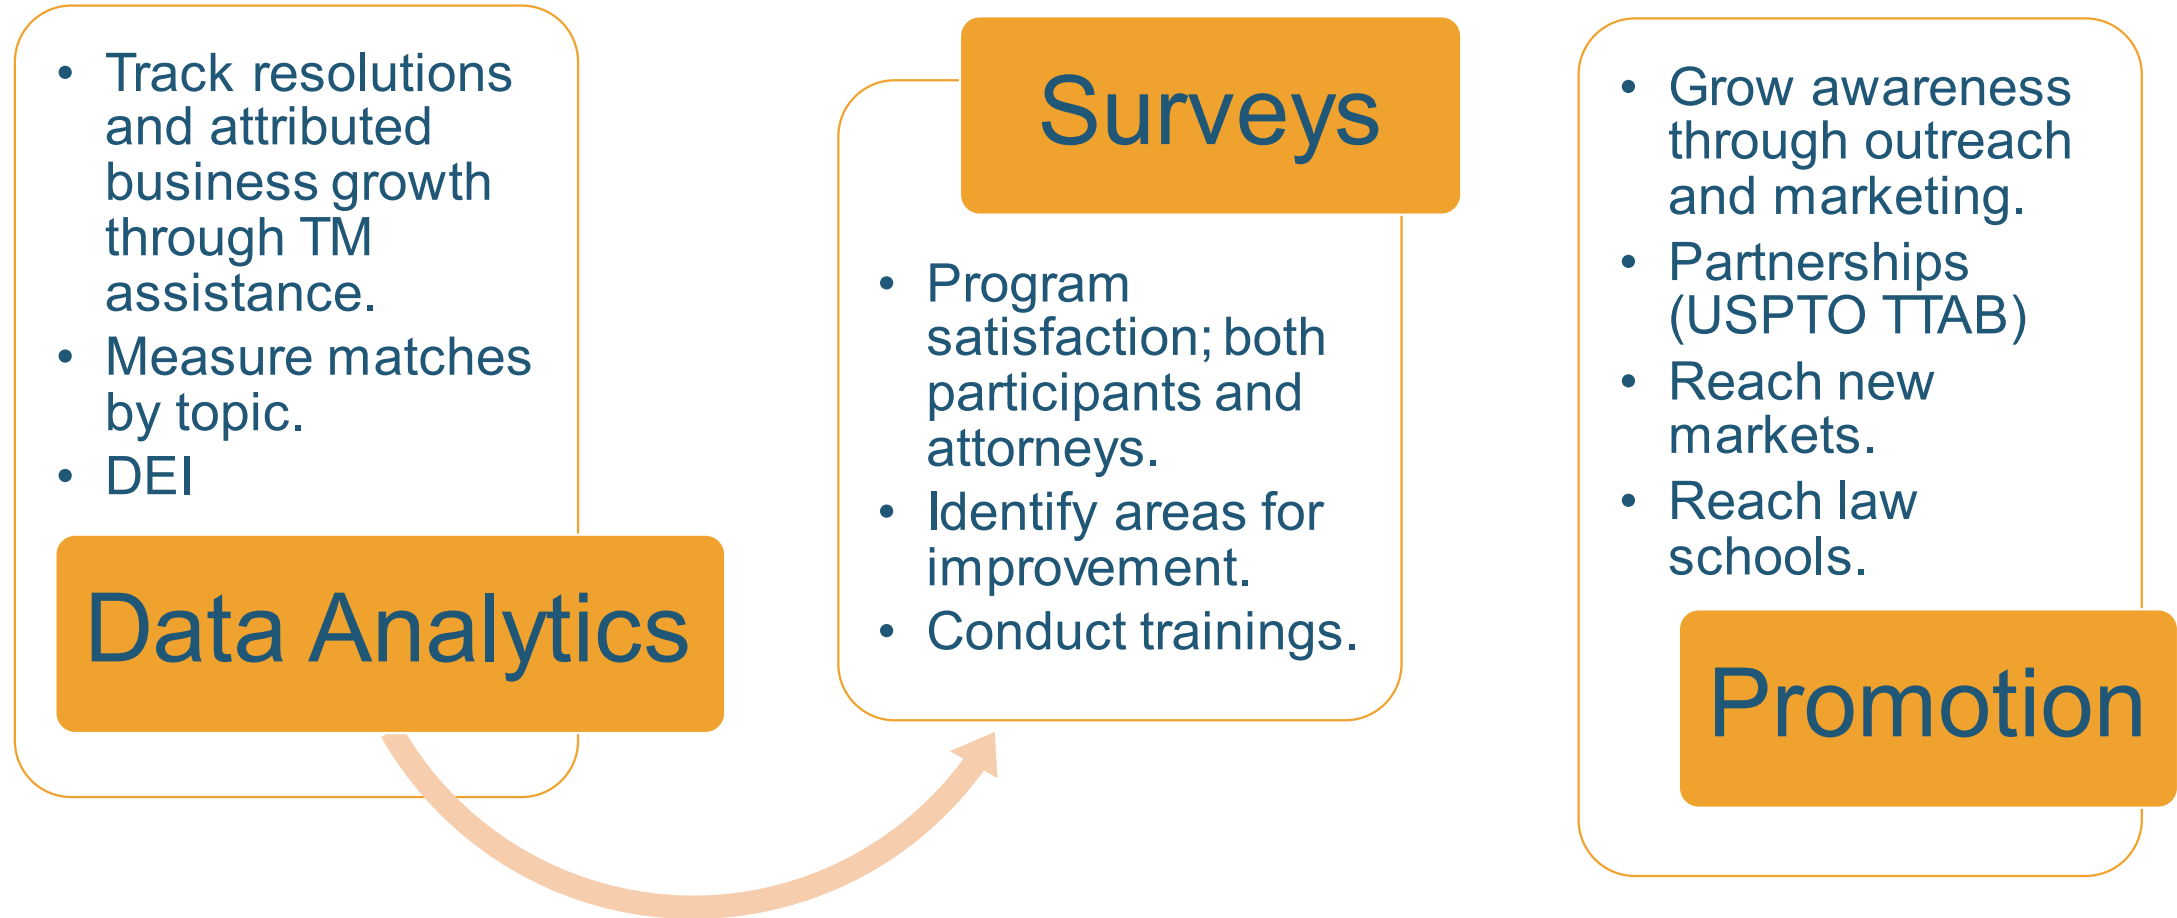 • Track resolutions
and attributed
business growth
through TM
assistance.
• Measure matches
by topic.
• DEI
Data Analytics
Surveys
• Program
satisfaction; both
participants and
attorneys.
• Identify areas for
improvement.
• Conduct trainings.
• Grow awareness
through outreach
and marketing.
• Partnerships
(USPTO TTAB)
• Reach new
markets.
• Reach law
schools.
Promotion